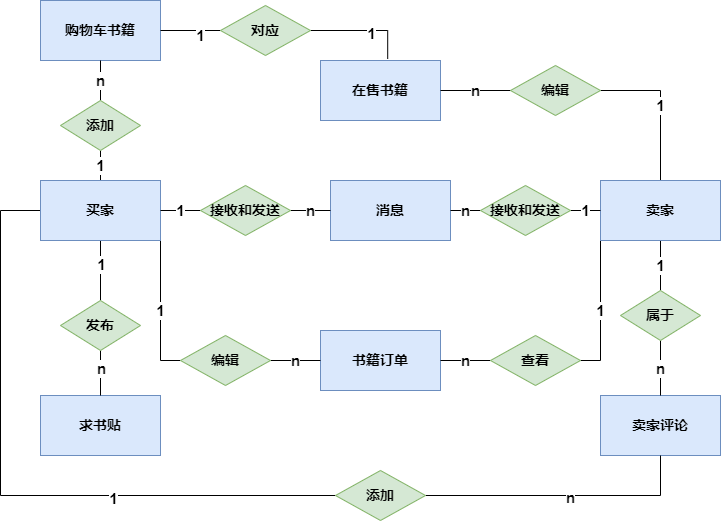 购物车书籍
1
对应
1
在售书籍
n
编辑
1
n
添加
1
买家
1
接收和发送
n
消息
n
接收和发送
1
卖家
1
发布
n
求书贴
1
编辑
n
书籍订单
n
查看
1
1
属于
n
卖家评论
1
添加
n